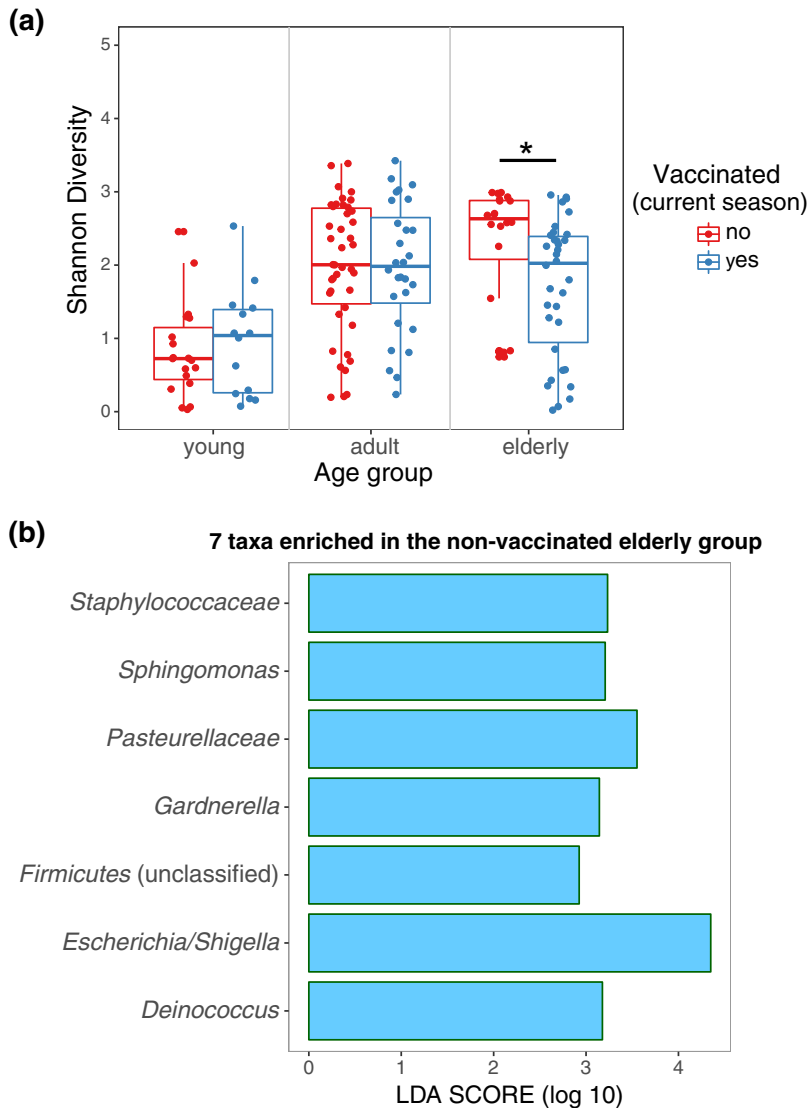 (a)
5
4
3
2
1
0
Shannon Diversity
young
adult
elderly
Age group
*
Vaccinated
(current season)
no
yes
(b)
7 taxa enriched in the non-vaccinated elderly group
Staphylococcaceae
Sphingomonas
Pasteurellaceae
Gardnerella
Firmicutes (unclassified)
Escherichia/Shigella
Deinococcus
0
1
2
3
4
LDA SCORE (log 10)